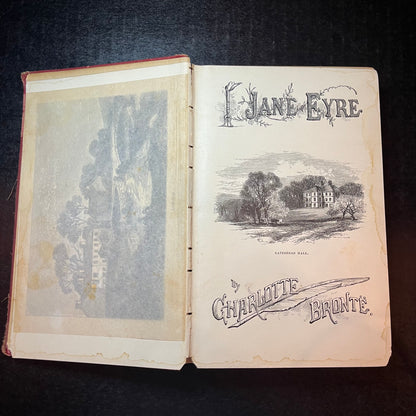 JANE EYRE.
GATESHEAD HALL.
By
CHARLOTTE
BRONTË.